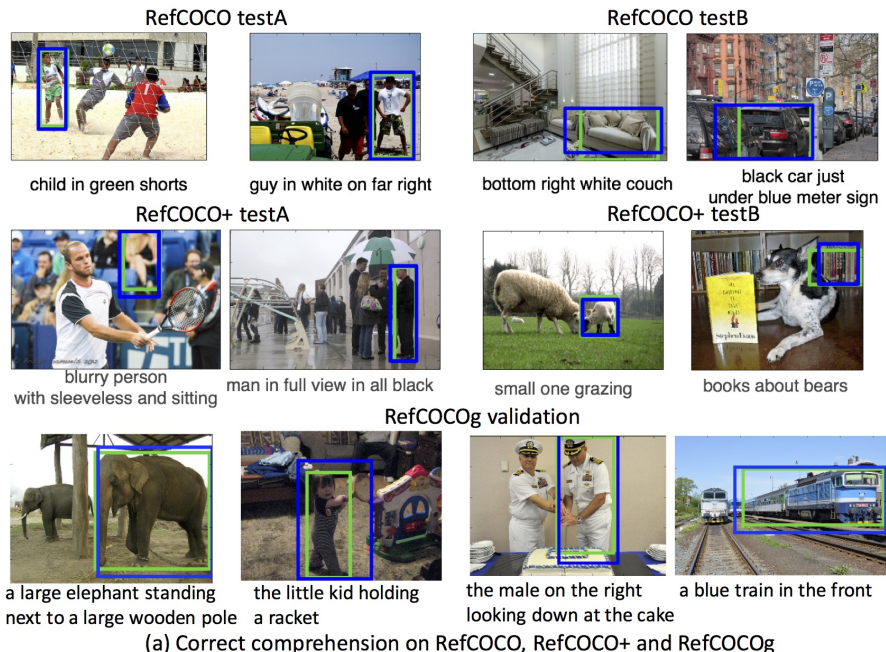 RefCOCO testA
RefCOCO testB
child in green shorts
guy in white on far right
bottom right white couch
black car just
under blue meter sign
RefCOCO+ testA
RefCOCO+ testB
blurry person
with sleeveless and sitting
man in full view in all black
small one grazing
books about bears
RefCOCOg validation
a large elephant standing
next to a large wooden pole
the little kid holding
a racket
the male on the right
looking down at the cake
a blue train in the front
(a) Correct comprehension on RefCOCO, RefCOCO+ and RefCOCOg